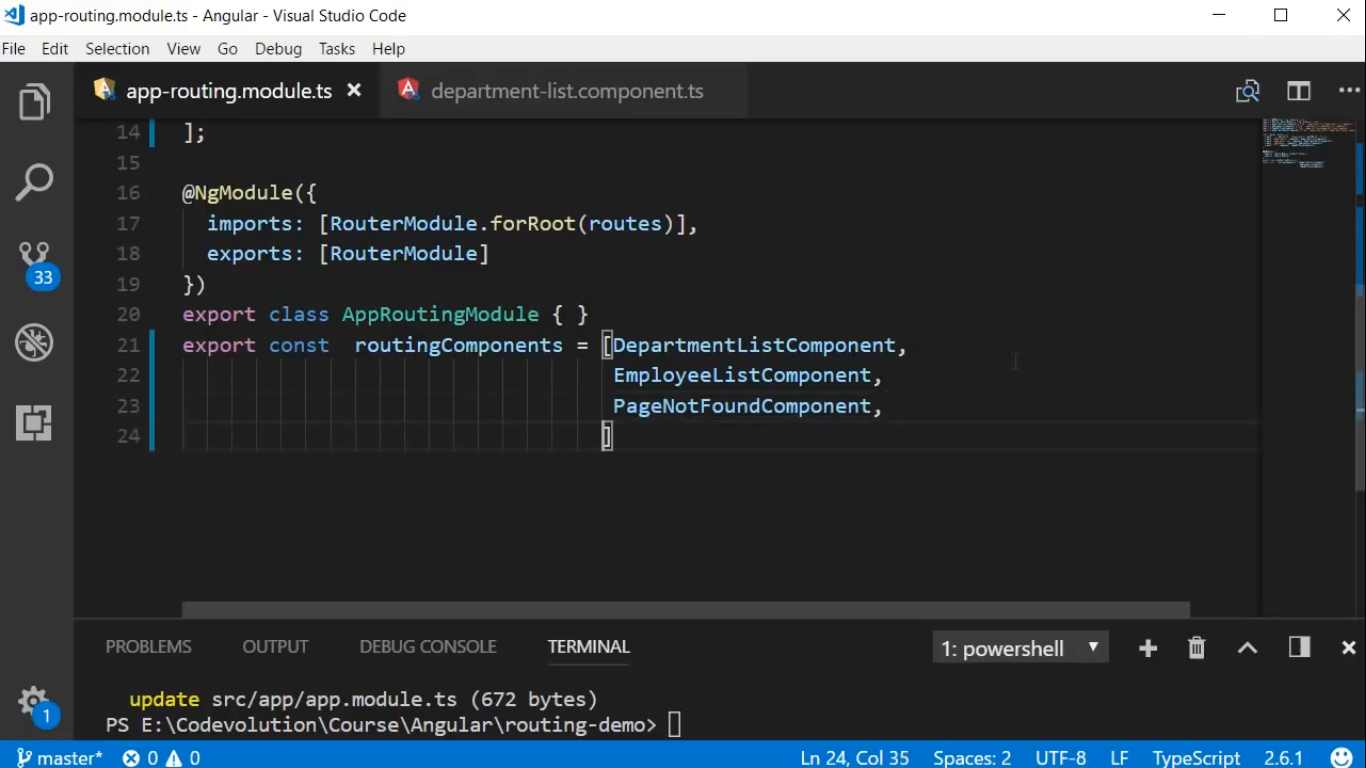 app-routing.module.ts - Angular - Visual Studio Code
File Edit Selection View Go Debug Tasks Help
app-routing.module.ts department-list.component.ts
14 ];
15
16 @NgModule({
17 imports: [RouterModule.forRoot(routes)],
18 exports: [RouterModule]
19 })
20 export class AppRoutingModule { }
21 export const routingComponents = [DepartmentListComponent,
22 EmployeeListComponent,
23 PageNotFoundComponent,
24 ]
33
PROBLEMS OUTPUT DEBUG CONSOLE TERMINAL 1: powershell
update src/app/app.module.ts (672 bytes)
PS E:\Codevolution\Course\Angular\routing-demo>
1
master* 0 0 Ln 24, Col 35 Spaces: 2 UTF-8 LF TypeScript 2.6.1